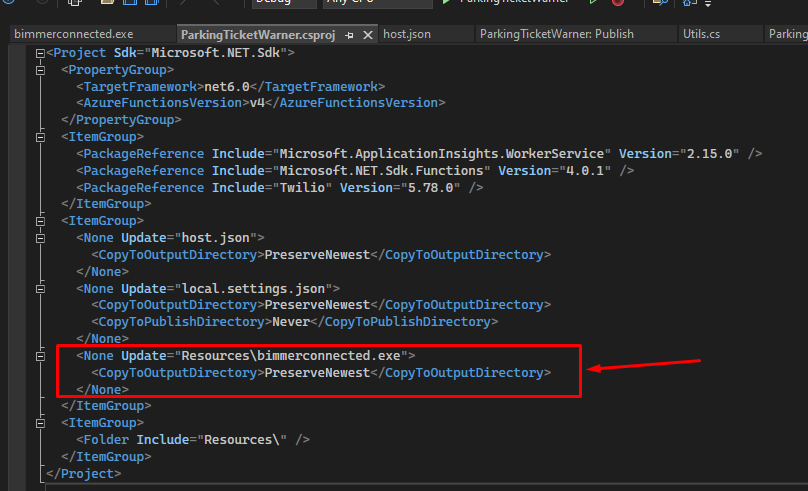 Debug
Any CPU
ParkingTicketWarner
bimmerconnected.exe
ParkingTicketWarner.csproj
host.json
ParkingTicketWarner: Publish
Utils.cs
Parking
<Project Sdk="Microsoft.NET.Sdk">
<PropertyGroup>
<TargetFramework>net6.0</TargetFramework>
<AzureFunctionsVersion>v4</AzureFunctionsVersion>
</PropertyGroup>
<ItemGroup>
<PackageReference Include="Microsoft.ApplicationInsights.WorkerService" Version="2.15.0" />
<PackageReference Include="Microsoft.NET.Sdk.Functions" Version="4.0.1" />
<PackageReference Include="Twilio" Version="5.78.0" />
</ItemGroup>
<ItemGroup>
<None Update="host.json">
<CopyToOutputDirectory>PreserveNewest</CopyToOutputDirectory>
</None>
<None Update="local.settings.json">
<CopyToOutputDirectory>PreserveNewest</CopyToOutputDirectory>
<CopyToPublishDirectory>Never</CopyToPublishDirectory>
</None>
<None Update="Resources\bimmerconnected.exe">
<CopyToOutputDirectory>PreserveNewest</CopyToOutputDirectory>
</None>
</ItemGroup>
<ItemGroup>
<Folder Include="Resources\" />
</ItemGroup>
</Project>